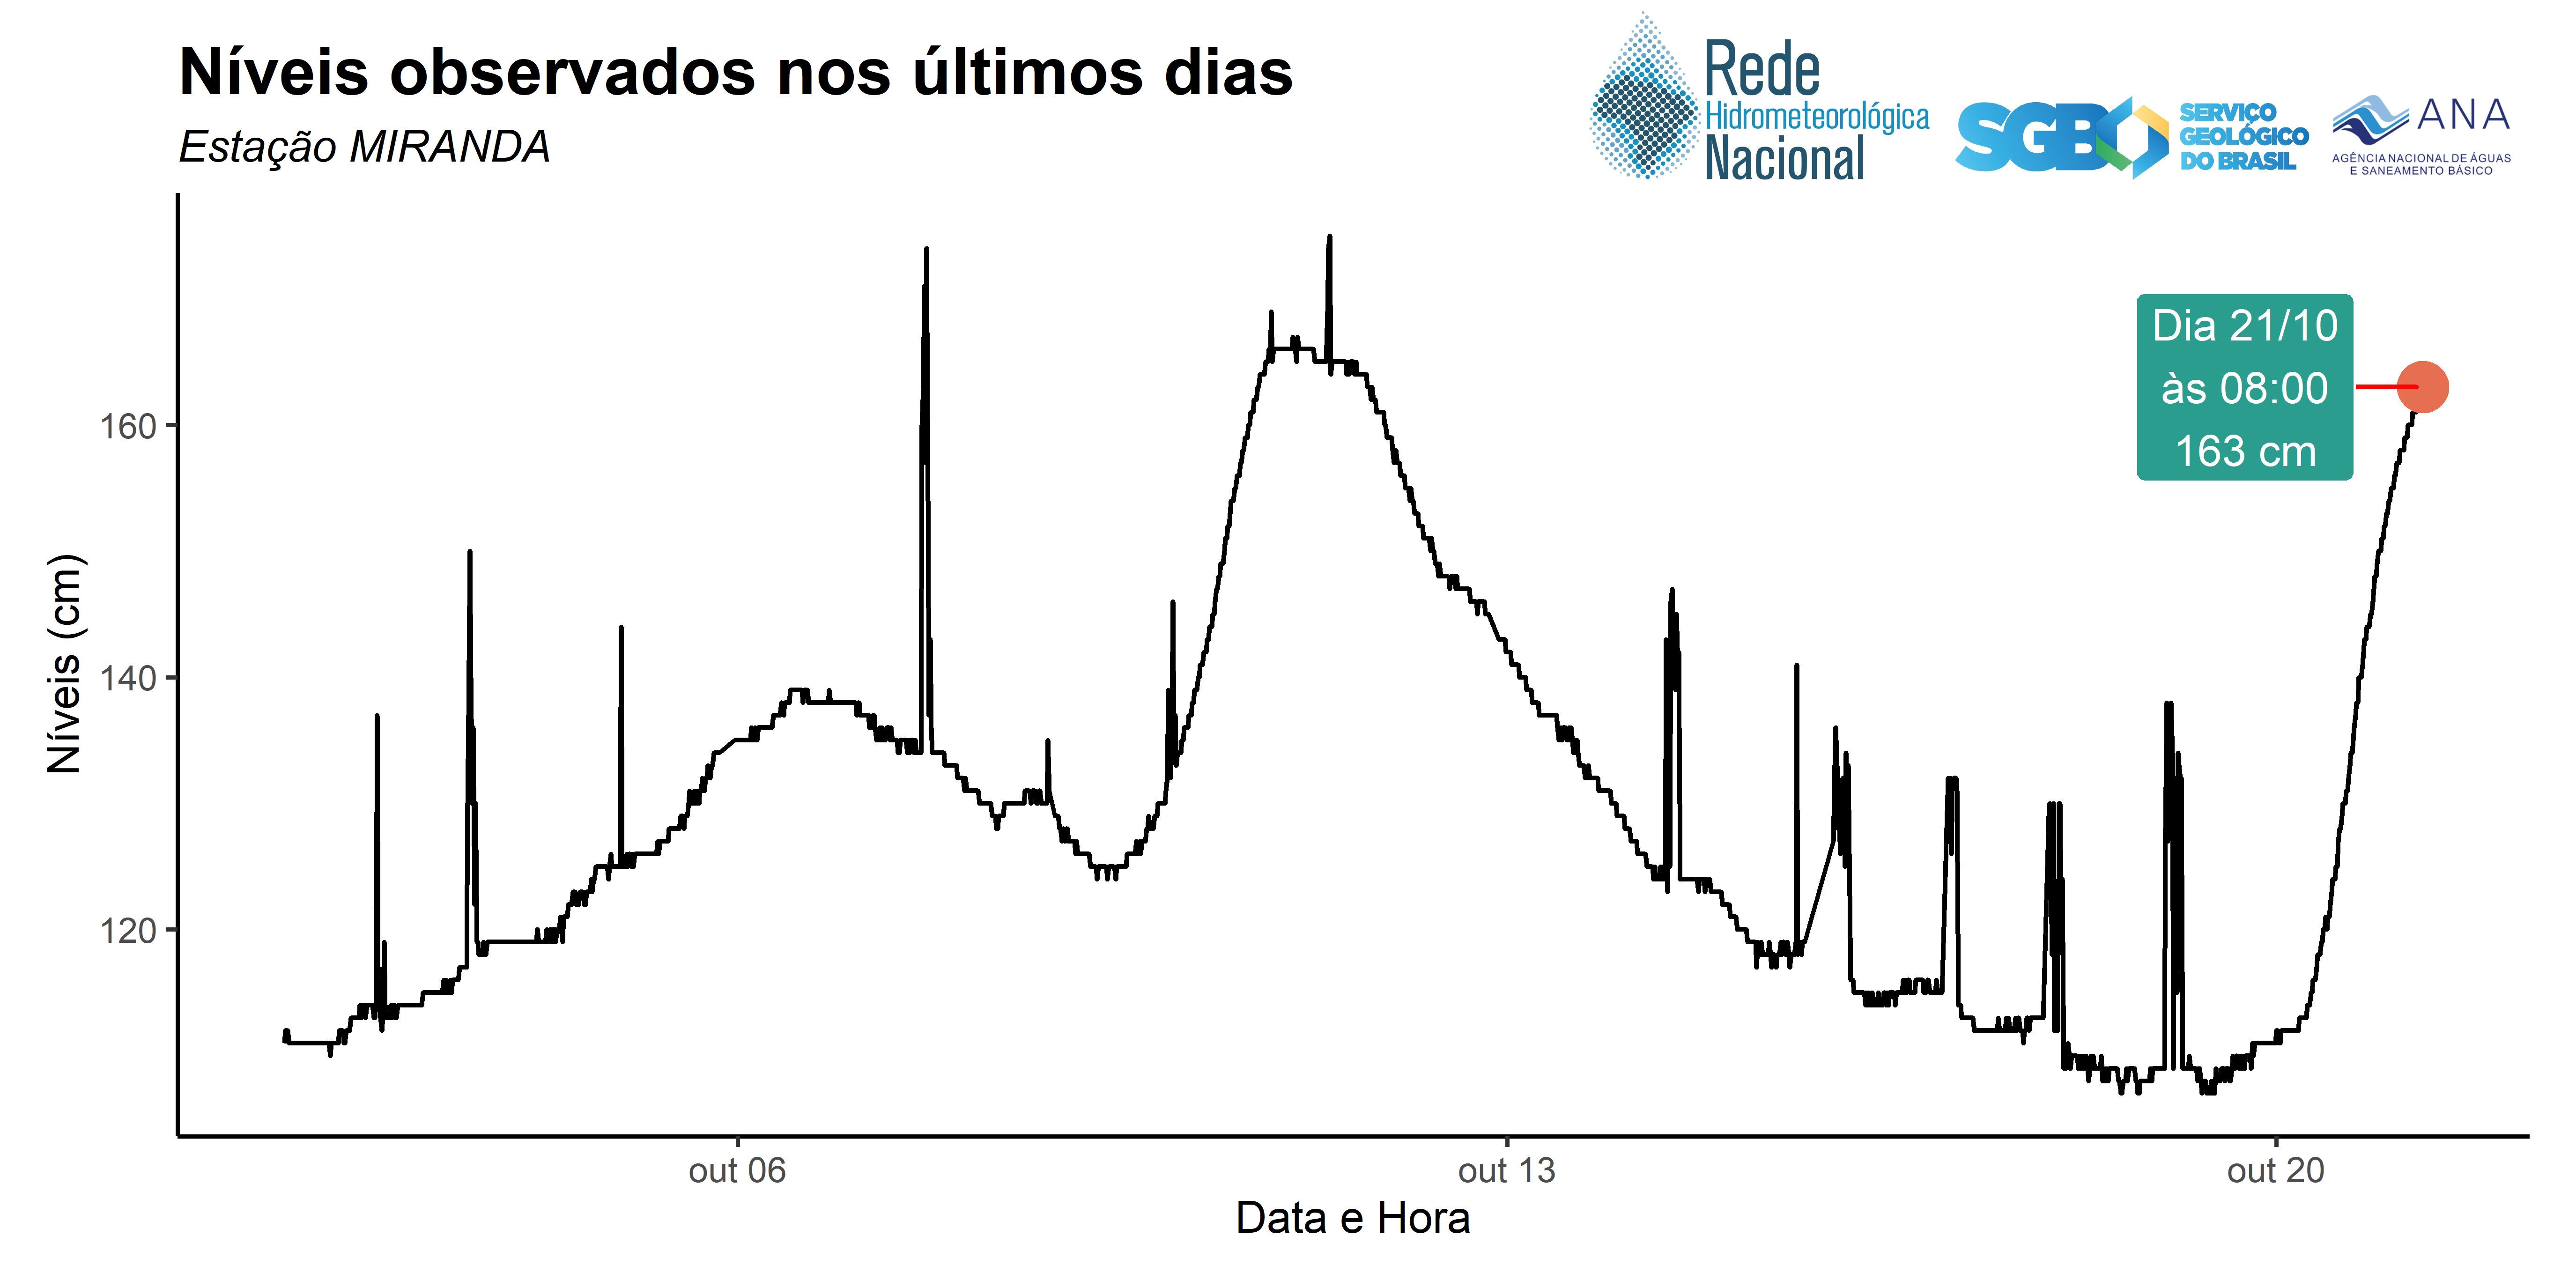 Níveis observados nos últimos dias
Estação MIRANDA
Rede
Hidrometeorológica
Nacional
SGB
SERVIÇO
GEOLÓGICO
DO BRASIL
ANA
AGÊNCIA NACIONAL DE ÁGUAS
E SANEAMENTO BÁSICO
Dia 21/10
às 08:00
163 cm
160
140
120
Níveis (cm)
out 06
out 13
out 20
Data e Hora